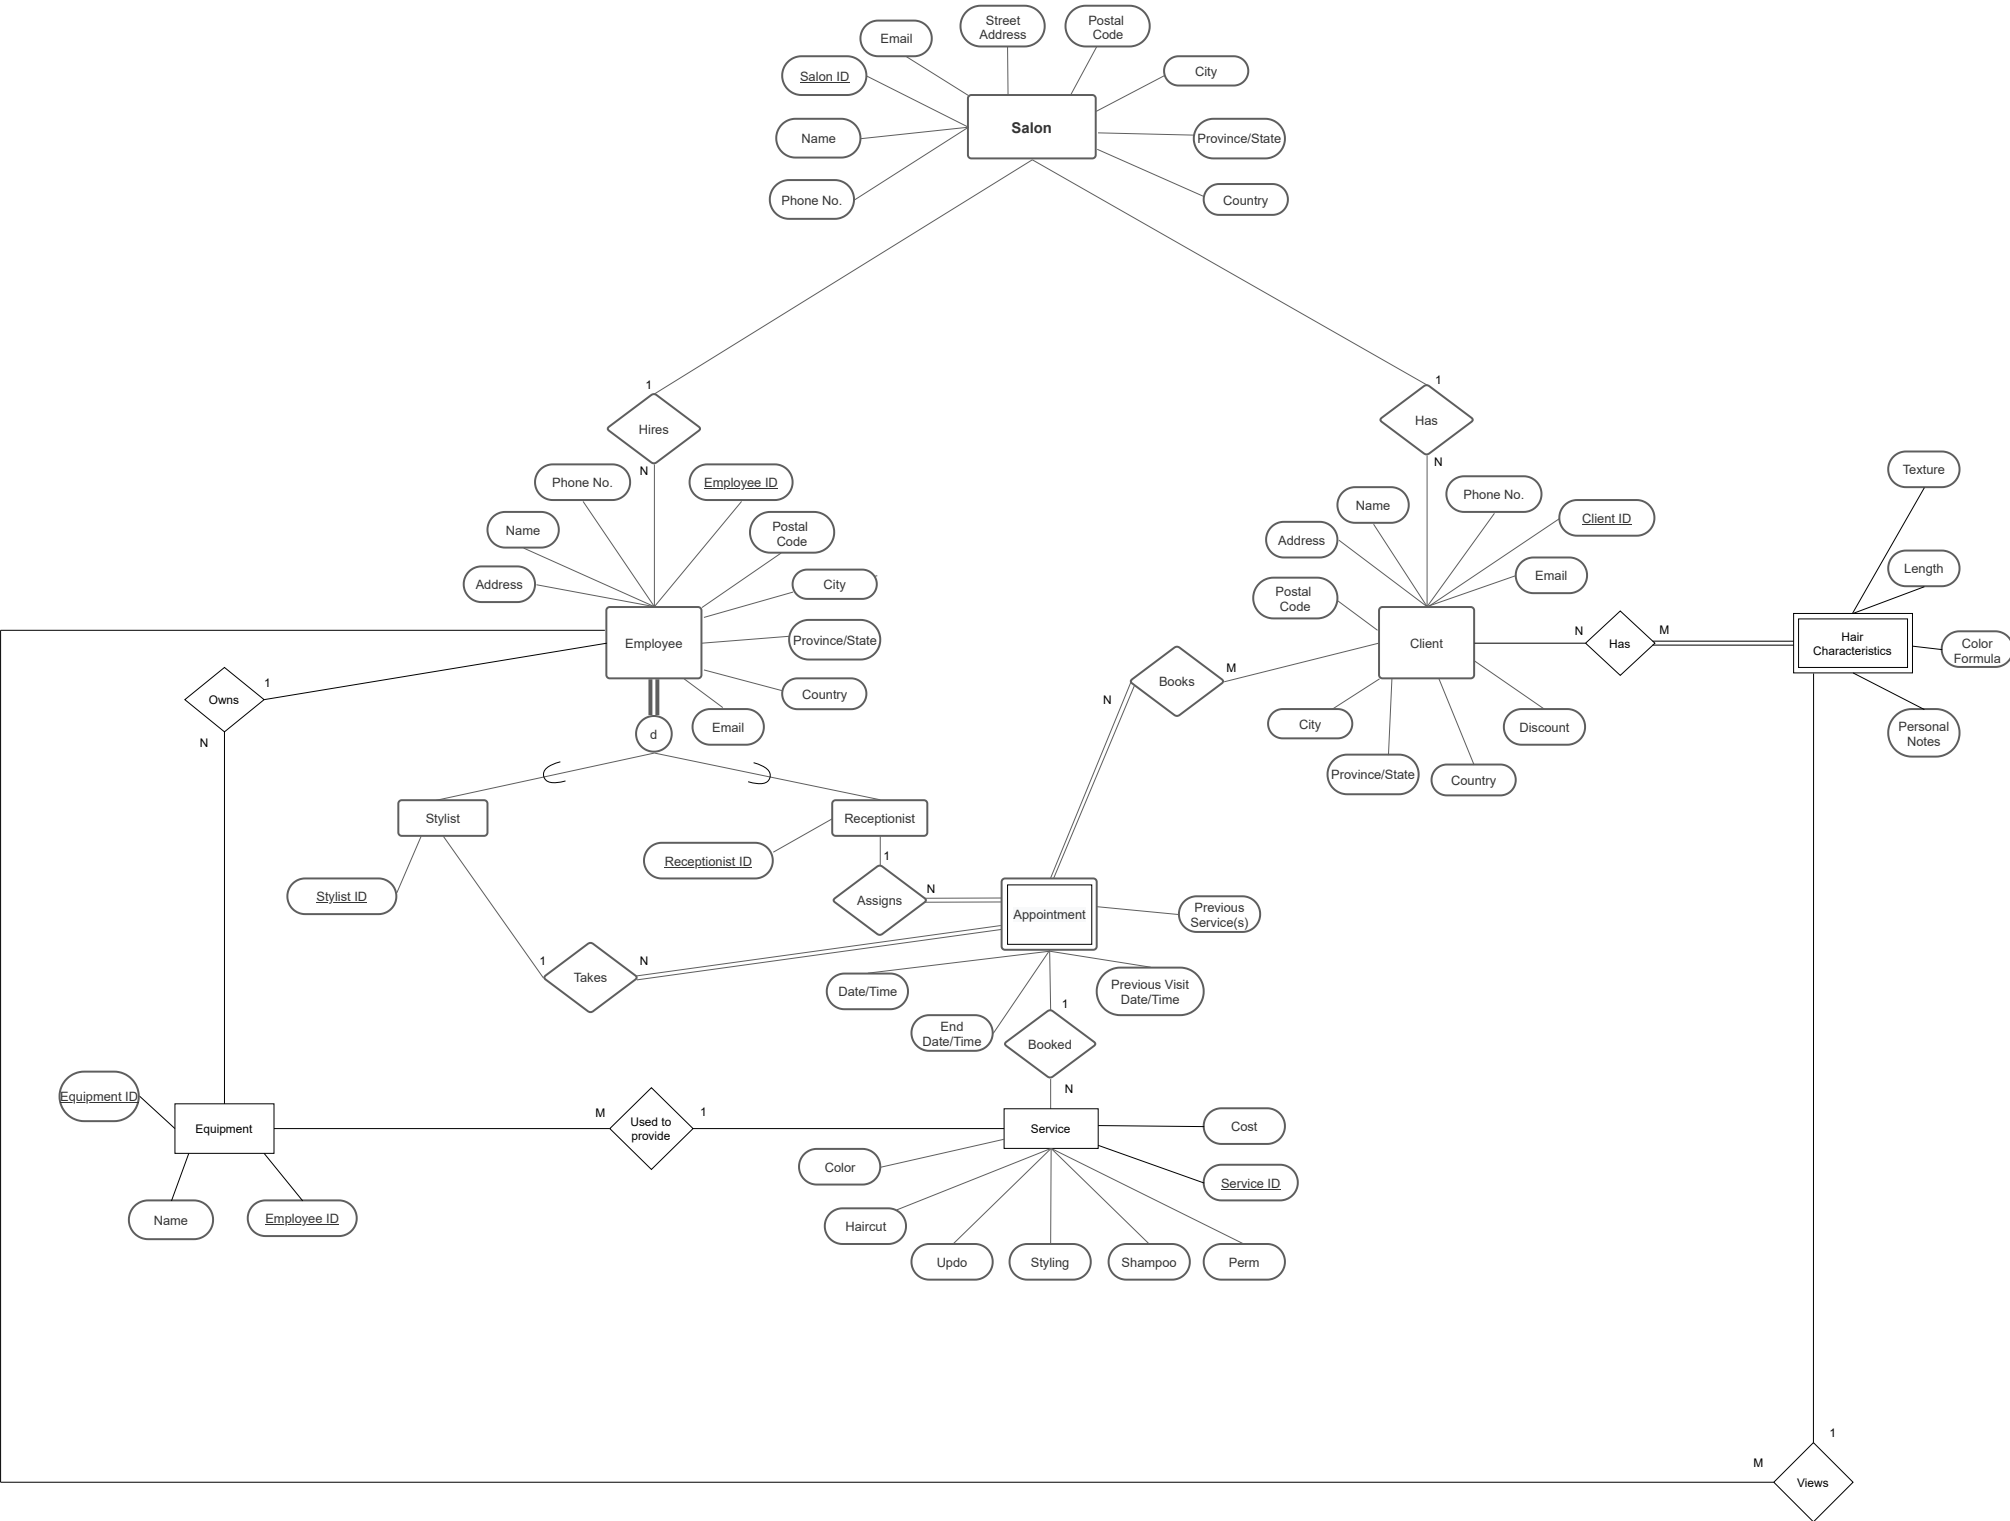 Street
Address
Postal
Code
Email
City
Salon ID
Salon
Name
Province/State
Phone No.
Country
1
1
Hires
Has
N
N
Texture
Phone No.
Employee ID
Name
Phone No.
Client ID
Name
Postal
Code
Address
Email
Length
Address
City
Postal
Code
Employee
Province/State
Client
N
Has
M
Hair
Characteristics
Color
Formula
Owns
1
Country
Books
M
N
N
d
Email
City
Discount
Personal
Notes
Province/State
Country
Stylist
Receptionist
Receptionist ID
1
Stylist ID
Assigns
N
Appointment
Previous
Service(s)
1
Takes
N
Date/Time
Previous Visit
Date/Time
1
End
Date/Time
Booked
Equipment ID
N
Equipment
M
Used to
provide
1
Service
Cost
Color
Service ID
Name
Employee ID
Haircut
Updo
Styling
Shampoo
Perm
1
M
Views